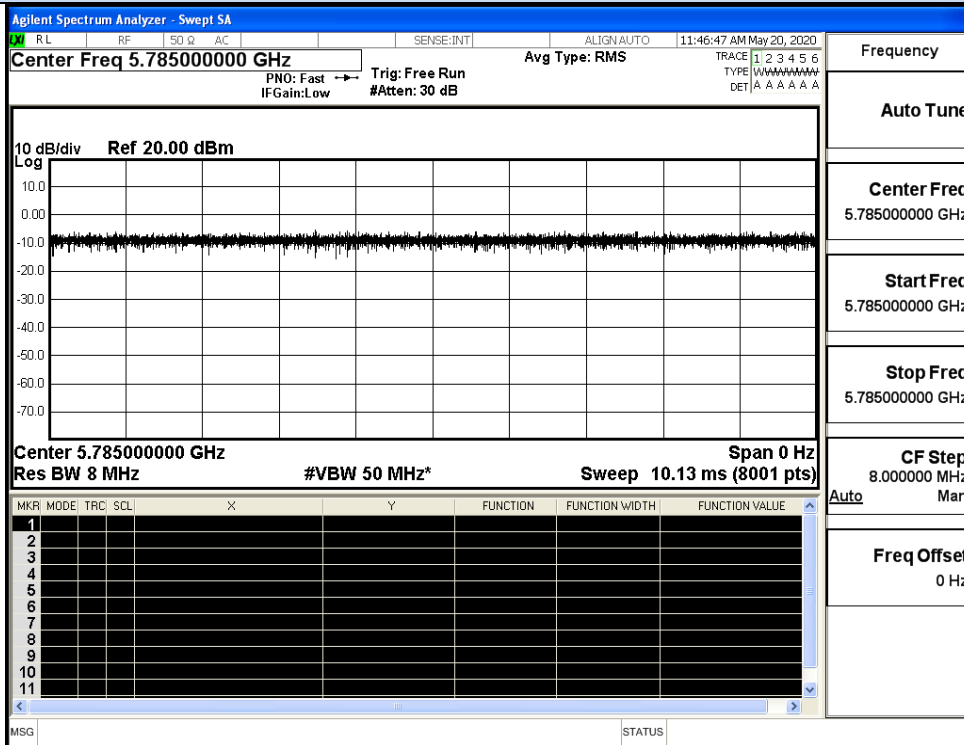 Agilent Spectrum Analyzer - Swept SA
LXI RL RF 50 Ω AC SENSE:INT ALIGN AUTO 11:46:47 AM May 20, 2020
Center Freq 5.785000000 GHz
PNO: Fast
IFGain:Low
Trig: Free Run
#Atten: 30 dB
Avg Type: RMS
TRACE 1 2 3 4 5 6
TYPE WWWWWW
DET A A A A A A
10 dB/div Ref 20.00 dBm
Log
10.0
0.00
-10.0
-20.0
-30.0
-40.0
-50.0
-60.0
-70.0
Center 5.785000000 GHz Span 0 Hz
Res BW 8 MHz #VBW 50 MHz* Sweep 10.13 ms (8001 pts)
MKR MODE TRC SCL X Y FUNCTION FUNCTION WIDTH FUNCTION VALUE
1
2
3
4
5
6
7
8
9
10
11
MSG STATUS
Frequency
Auto Tune
Center Freq
5.785000000 GHz
Start Freq
5.785000000 GHz
Stop Freq
5.785000000 GHz
CF Step
8.000000 MHz
Auto Man
Freq Offset
0 Hz